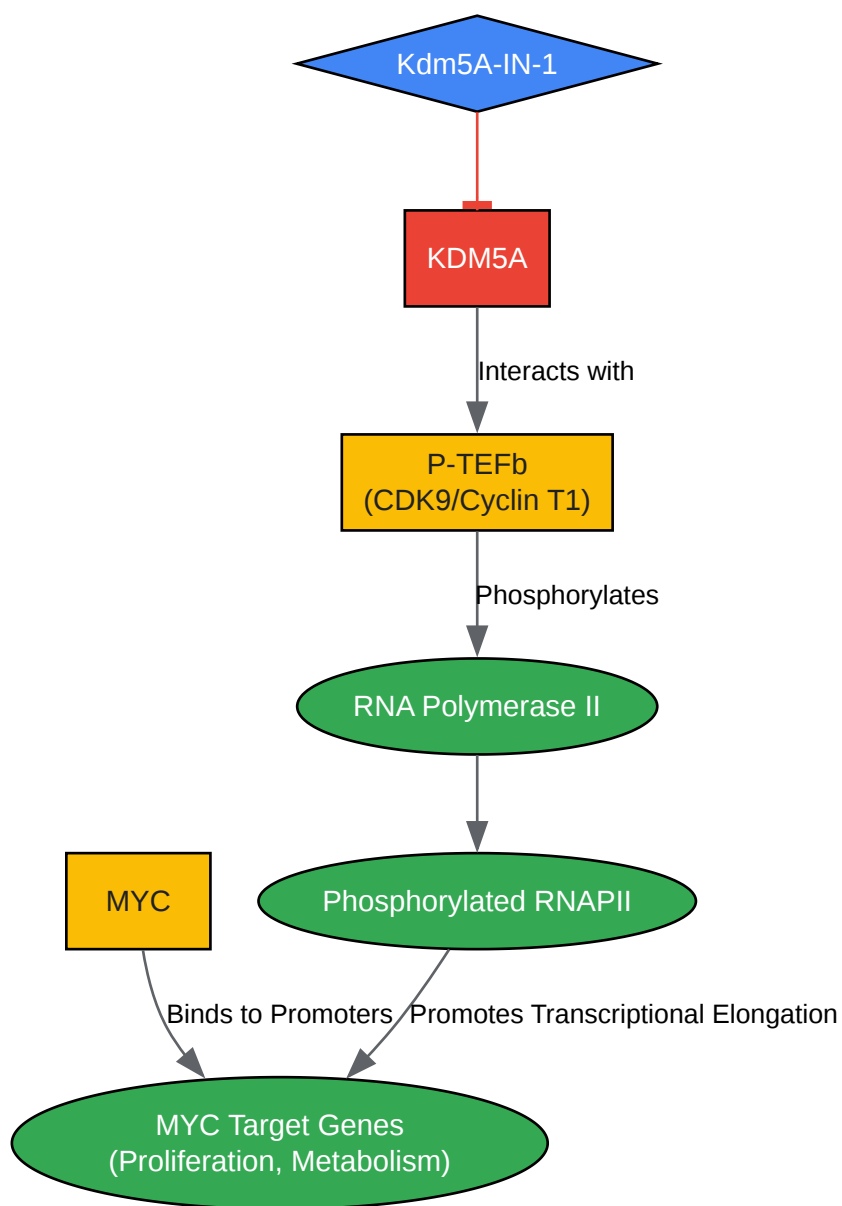 Kdm5A-IN-1
KDM5A
Interacts with
P-TEFb
(CDK9/Cyclin T1)
Phosphorylates
RNA Polymerase II
MYC
Phosphorylated RNAPII
Binds to Promoters
Promotes Transcriptional Elongation
MYC Target Genes
(Proliferation, Metabolism)